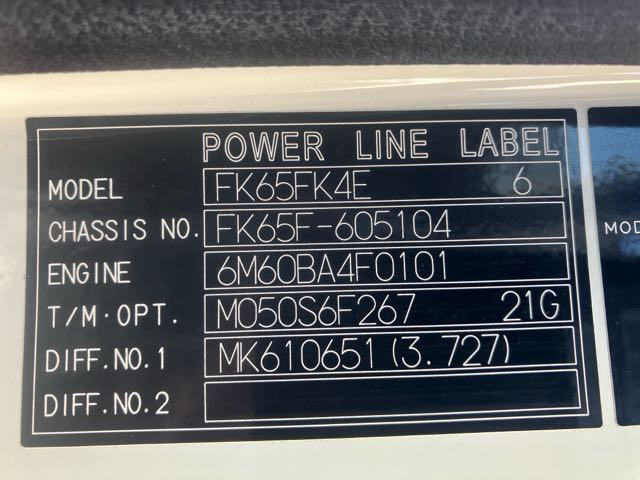 POWER LINE LABEL
MODEL FK65FK4E 6
CHASSIS NO. FK65F-605104
ENGINE 6M60BA4F0101
T/M·OPT. M050S6F267 21G
DIFF.NO.1 MK610651(3.727)
DIFF.NO.2
MOD